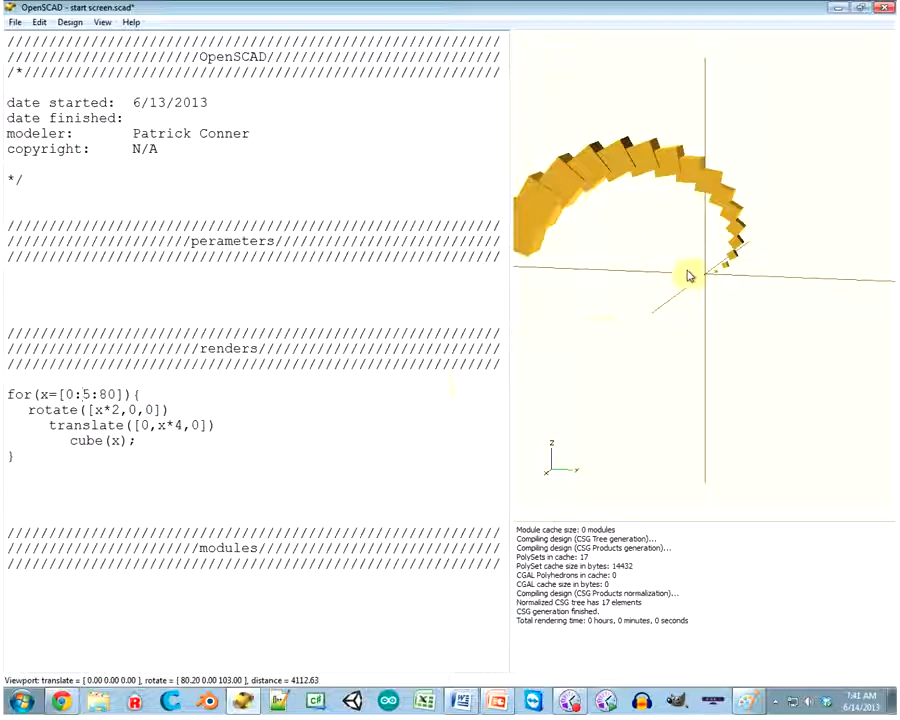 OpenSCAD - start screen.scad*
File Edit Design View Help
//////////////////////////////////////////////////////////
///////////////////////OpenSCAD///////////////////////////
/*////////////////////////////////////////////////////////
date started: 6/13/2013
date finished:
modeler: Patrick Conner
copyright: N/A
*/
//////////////////////////////////////////////////////////
//////////////////////perameters//////////////////////////
//////////////////////////////////////////////////////////
//////////////////////////////////////////////////////////
///////////////////////renders////////////////////////////
//////////////////////////////////////////////////////////
for(x=[0:5:80]){
rotate([x*2,0,0])
translate([0,x*4,0])
cube(x);
}
//////////////////////////////////////////////////////////
///////////////////////modules////////////////////////////
//////////////////////////////////////////////////////////
z
x
y
Module cache size: 0 modules
Compiling design (CSG Tree generation)...
Compiling design (CSG Products generation)...
PolySets in cache: 17
PolySet cache size in bytes: 14432
CGAL Polyhedrons in cache: 0
CGAL cache size in bytes: 0
Compiling design (CSG Products normalization)...
Normalized CSG tree has 17 elements
CSG generation finished.
Total rendering time: 0 hours, 0 minutes, 0 seconds
Viewport: translate = [ 0.00 0.00 0.00 ], rotate = [ 80.20 0.00 103.00 ], distance = 4112.63
7:41 AM
6/14/2013